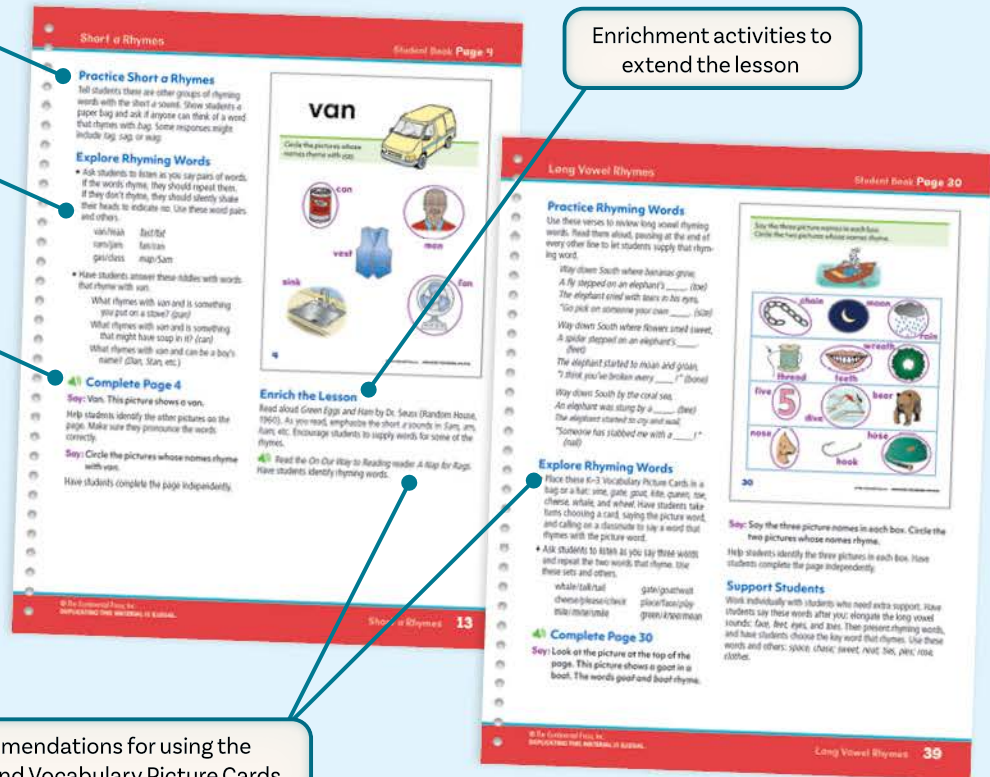 Enrichment activities to
extend the lesson
Short a Rhymes
Student Book Page 4
Practice Short a Rhymes
Tell students there are other groups of rhyming
words with the short a sound. Show students a
paper bag and ask if anyone can think of a word
that rhymes with bag. Some responses might
include tag, sag, or wag.
Explore Rhyming Words
• Ask students to listen as you say pairs of words.
If the words rhyme, they should repeat them.
If they don't rhyme, they should silently shake
their heads to indicate no. Use these word pairs
and others.
van/man fast/fat
ram/jam fan/ran
gas/class map/Sam
• Have students answer these riddles with words
that rhyme with van.
What rhymes with van and is something
you put on a stove? (pan)
What rhymes with van and is something
that might have soup in it? (can)
What rhymes with van and can be a boy's
name? (Dan, Stan, etc.)
Complete Page 4
Say: Van. This picture shows a van.
Help students identify the other pictures on the
page. Make sure they pronounce the words
correctly.
Say: Circle the pictures whose names rhyme
with van.
Have students complete the page independently.
van
Circle the pictures whose
names rhyme with van.
can
man
vest
sink
fan
4
Enrich the Lesson
Read aloud Green Eggs and Ham by Dr. Seuss (Random House,
1960). As you read, emphasize the short a sounds in Sam, am,
ham, etc. Encourage students to supply words for some of the
rhymes.
Read the On Our Way to Reading reader A Nap for Rags.
Have students identify rhyming words.
© The Continental Press, Inc.
DUPLICATING THIS MATERIAL IS ILLEGAL.
Short a Rhymes 13
Long Vowel Rhymes
Student Book Page 30
Practice Rhyming Words
Use these verses to review long vowel rhyming
words. Read them aloud, pausing at the end of
every other line to let students supply that rhym-
ing word.
Way down South where bananas grow,
A fly stepped on an elephant's ____. (toe)
The elephant cried with tears in his eyes,
"Go pick on someone your own ____. (size)
Way down South where flowers smell sweet,
A spider stepped on an elephant's ____.
(feet)
The elephant started to moan and groan,
"I think you've broken every ____!" (bone)
Way down South by the coral sea,
An elephant was stung by a ____. (bee)
The elephant started to cry and wail,
"Someone has stabbed me with a ____!"
(nail)
Explore Rhyming Words
Place these K–3 Vocabulary Picture Cards in a
bag or a hat: vine, gate, goat, kite, queen, toe,
cheese, whale, and wheel. Have students take
turns choosing a card, saying the picture word,
and calling on a classmate to say a word that
rhymes with the picture word.
• Ask students to listen as you say three words
and repeat the two words that rhyme. Use
these sets and others.
whale/talk/tail gate/goat/wait
cheese/please/check place/face/play
mile/mine/smile green/knee/mean
Complete Page 30
Say: Look at the picture at the top of the
page. This picture shows a goat in a
boat. The words goat and boat rhyme.
Say the three picture names in each box.
Circle the two pictures whose names rhyme.
chain
moon
rain
thread
teeth
wreath
five
dive
bear
nose
hook
hose
30
Say: Say the three picture names in each box. Circle the
two pictures whose names rhyme.
Help students identify the three pictures in each box. Have
students complete the page independently.
Support Students
Work individually with students who need extra support. Have
students say these words after you; elongate the long vowel
sounds: face, feet, eyes, and toes. Then present rhyming words,
and have students choose the key word that rhymes. Use these
words and others: space, chase; sweet, neat; ties, pies; rose,
clothes.
© The Continental Press, Inc.
DUPLICATING THIS MATERIAL IS ILLEGAL.
Long Vowel Rhymes 39
mendations for using the
nd Vocabulary Picture Cards